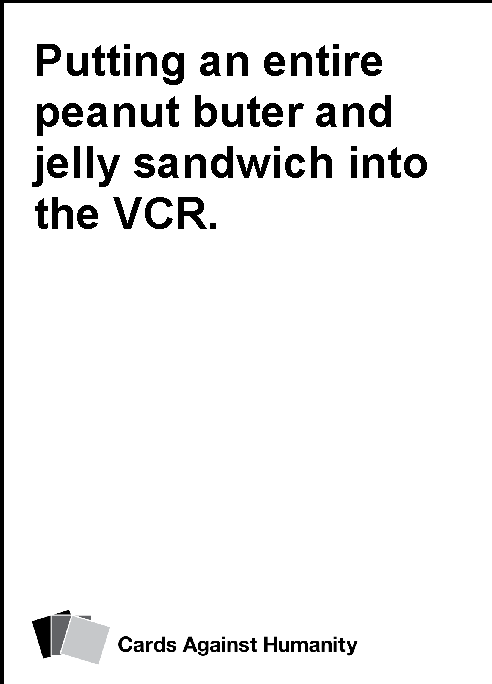 Putting an entire
peanut buter and
jelly sandwich into
the VCR.
Cards Against Humanity